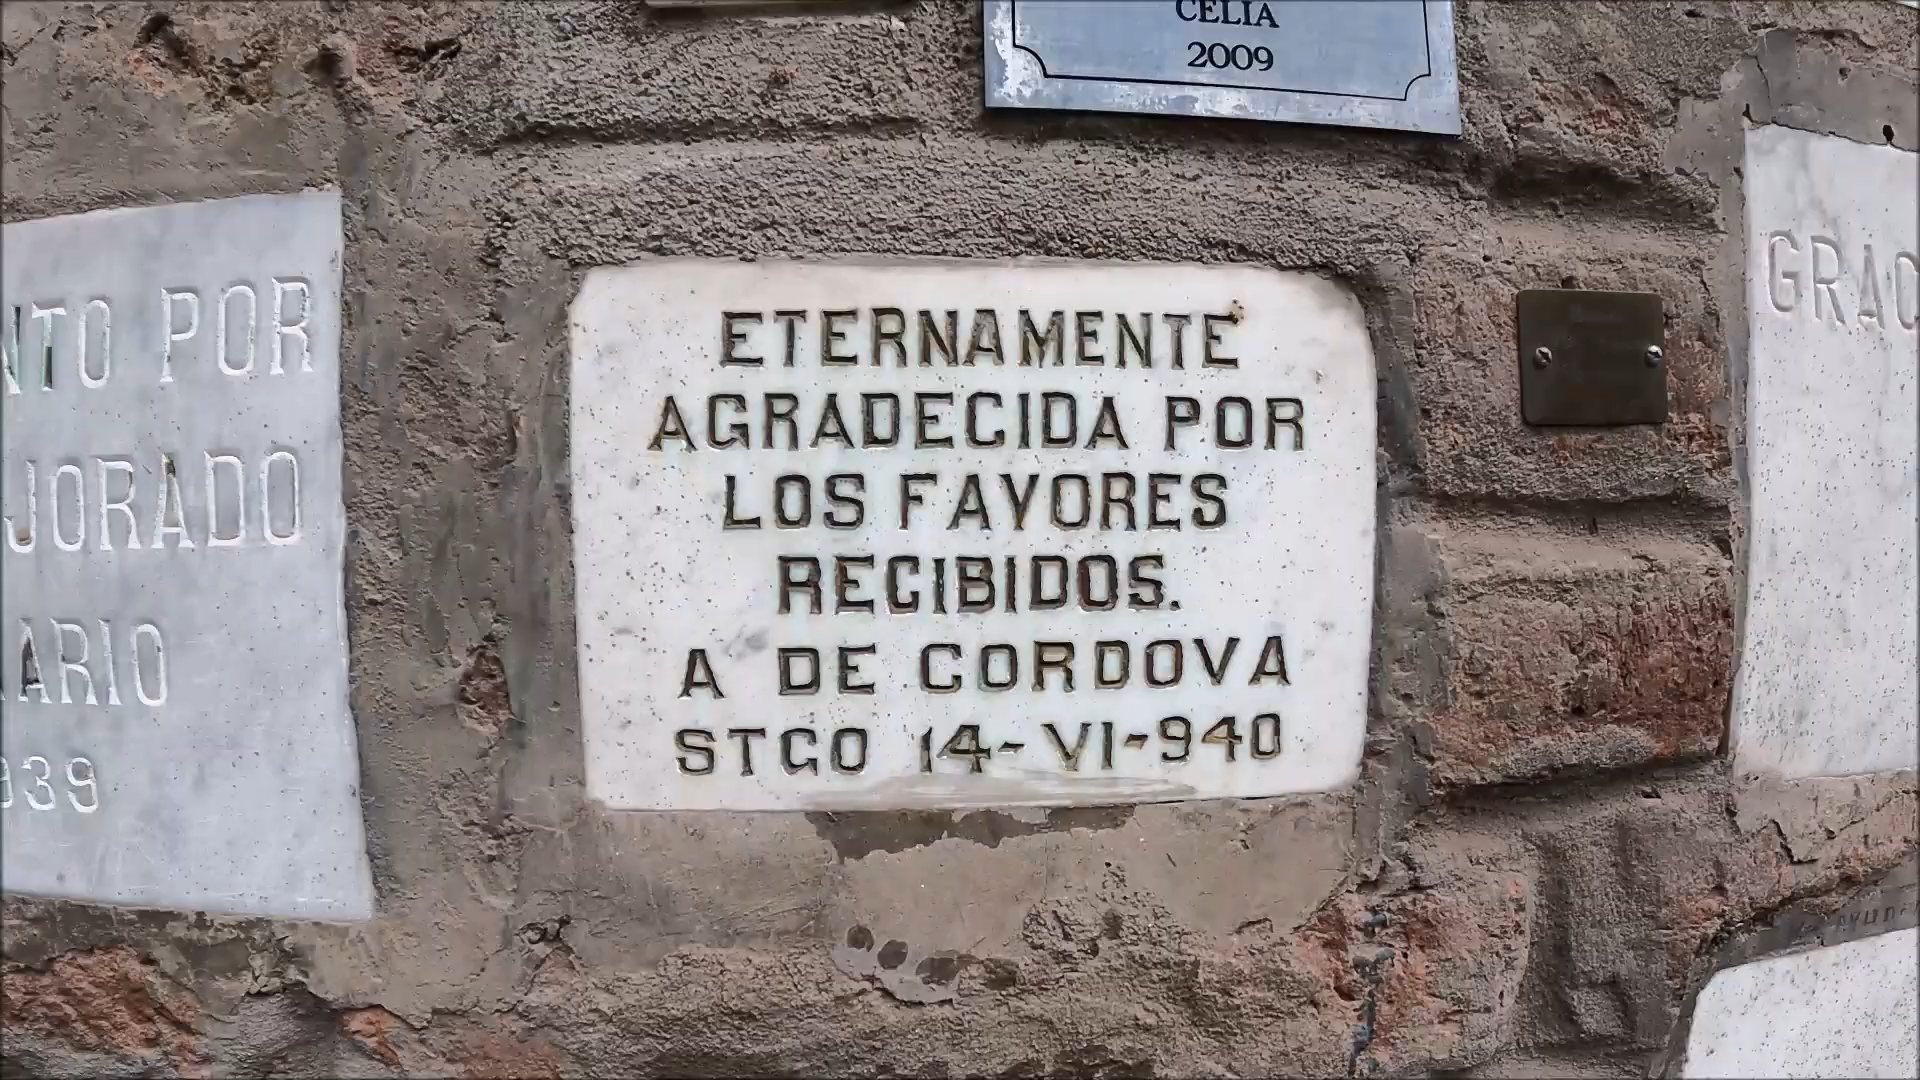 CELIA
2009
NTO POR
JORADO
ARIO
939
ETERNAMENTE
AGRADECIDA POR
LOS FAVORES
RECIBIDOS.
A DE CORDOVA
STGO 14-VI-940
GRAC